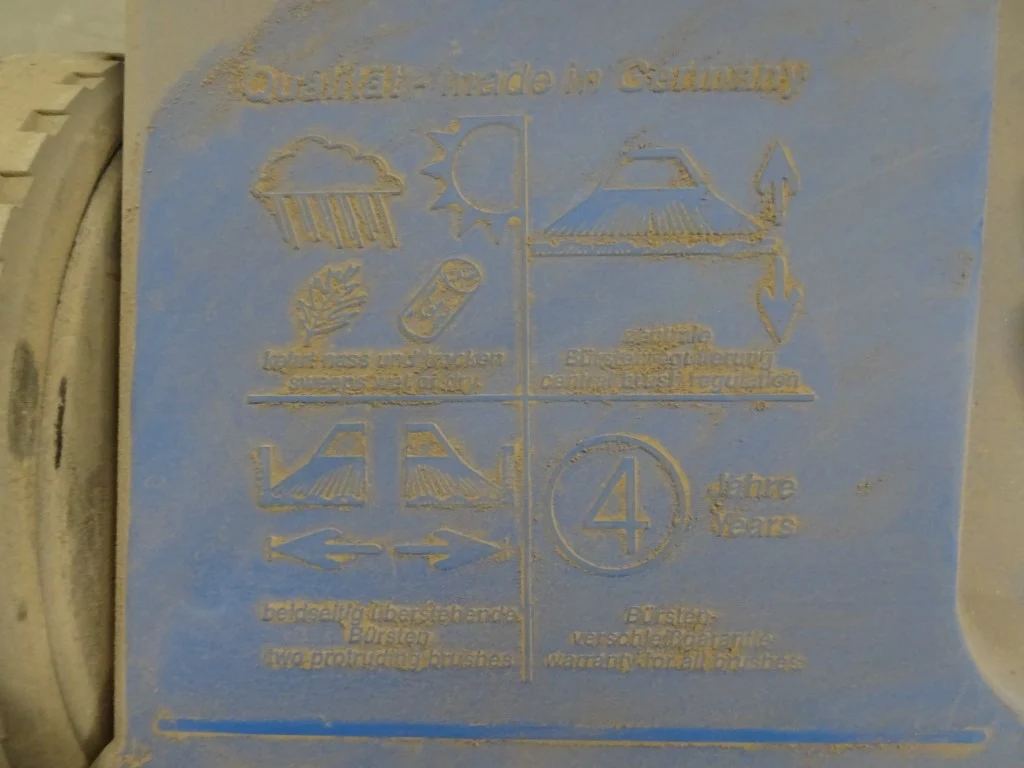 Qualität - made in Germany
kehrt nass und trocken
sweeps wet or dry
zentrale
Bürstenregulierung
central brush regulation
4 Jahre
Years
beidseitig überstehende
Bürsten
two protruding brushes
Bürsten-
verschleißgarantie
warranty for all brushes